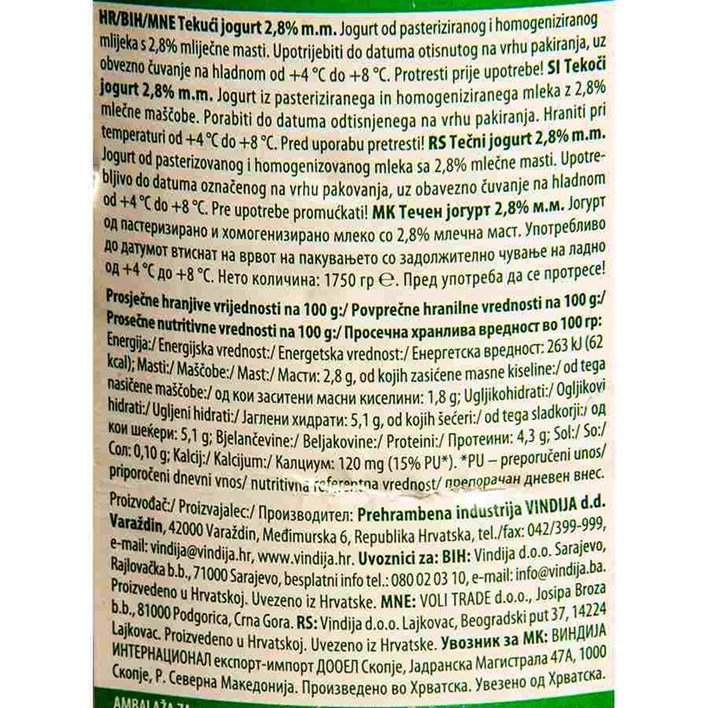 HR/BIH/MNE Tekući jogurt 2,8% m.m. Jogurt od pasteriziranog i homogeniziranog
mlijeka s 2,8% mliječne masti. Upotrijebiti do datuma otisnutog na vrhu pakiranja, uz
obvezno čuvanje na hladnom od +4 °C do +8 °C. Protresti prije upotrebe! SI Tekoči
jogurt 2,8% m.m. Jogurt iz pasteriziranega in homogeniziranega mleka z 2,8%
mlečne maščobe. Porabiti do datuma odtisnjenega na vrhu pakiranja. Hraniti pri
temperaturi od +4°C do +8°C. Pred uporabu pretresti! RS Tečni jogurt 2,8% m.m.
Jogurt od pasterizovanog i homogenizovanog mleka sa 2,8% mlečne masti. Upotre-
bljivo do datuma označenog na vrhu pakovanja, uz obavezno čuvanje na hladnom
od +4 °C do +8 °C. Pre upotrebe promućkati! МК Течен јогурт 2,8% м.м. Јогурт
од пастеризирано и хомогенизирано млеко со 2,8% млечна маст. Употребливо
до датумот втиснат на врвот на пакувањето со задолжително чување на ладно
од +4°C до +8°C. Нето количина: 1750 гр ℮. Пред употреба да се протресе!
Prosječne hranjive vrijednosti na 100 g:/ Povprečne hranilne vrednosti na 100 g:/
Prosečne nutritivne vrednosti na 100 g:/ Просечна хранлива вредност во 100 гр:
Energija:/ Energijska vrednost:/ Energetska vrednost:/ Енергетска вредност: 263 kJ (62
kcal); Masti:/ Maščobe:/ Mast:/ Масти: 2,8 g, od kojih zasićene masne kiseline:/ od tega
nasičene maščobe:/ од кои заситени масни киселини: 1,8 g; Ugljikohidrati:/ Ogljikovi
hidrati:/ Ugljeni hidrati:/ Јаглени хидрати: 5,1 g, od kojih šećeri:/ od tega sladkorji:/ од
кои шеќери: 5,1 g; Bjelančevine:/ Beljakovine:/ Proteini:/ Протеини: 4,3 g; Sol:/ So:/
Сол: 0,10 g; Kalcij:/ Kalcijum:/ Калциум: 120 mg (15% PU*). *PU – preporučeni unos/
priporočeni dnevni vnos/ nutritivna referentna vrednost/ препорачан дневен внес.
Proizvođač:/ Proizvajalec:/ Производител: Prehrambena industrija VINDIJA d.d.
Varaždin, 42000 Varaždin, Međimurska 6, Republika Hrvatska, tel./fax: 042/399-999,
e-mail: vindija@vindija.hr, www.vindija.hr. Uvoznici za: BIH: Vindija d.o.o. Sarajevo,
Rajlovačka b.b., 71000 Sarajevo, besplatni info tel.: 080 02 03 10, e-mail: info@vindija.ba.
Proizvedeno u Hrvatskoj. Uvezeno iz Hrvatske. MNE: VOLI TRADE d.o.o., Josipa Broza
b.b., 81000 Podgorica, Crna Gora. RS: Vindija d.o.o. Lajkovac, Beogradski put 37, 14224
Lajkovac. Proizvedeno u Hrvatskoj. Uvezeno iz Hrvatske. Увозник за МК: ВИНДИЈА
ИНТЕРНАЦИОНАЛ експорт-импорт ДООЕЛ Скопје, Јадранска Магистрала 47А, 1000
Скопје, Р. Северна Македонија. Произведено во Хрватска. Увезено од Хрватска.
AMBALAŽA ZA